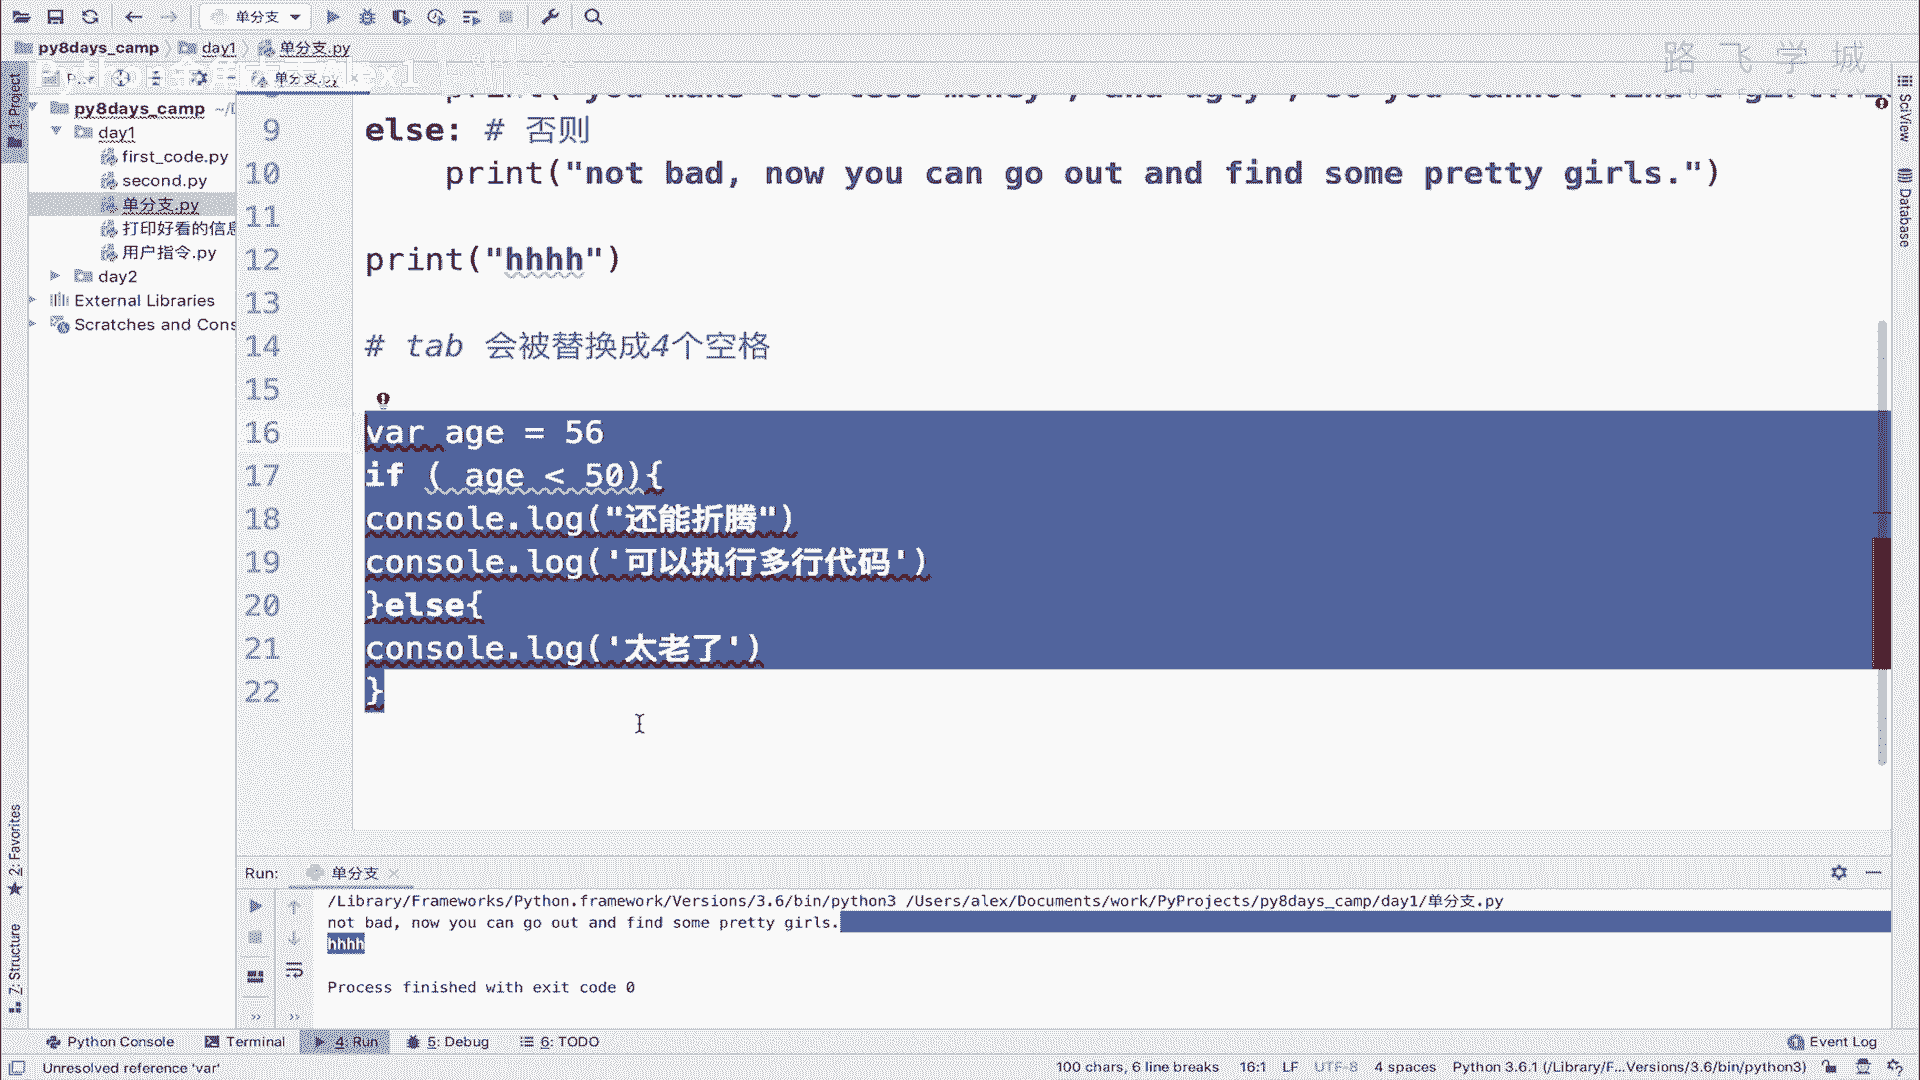 单分支
py8days_camp
day1
单分支.py
路飞学城
1: Project
单分支.py
py8days_camp ~/D
day1
first_code.py
second.py
单分支.py
打印好看的信息
用户指令.py
day2
External Libraries
Scratches and Cons
9 else: # 否则
10 print("not bad, now you can go out and find some pretty girls.")
11
12 print("hhhh")
13
14 # tab 会被替换成4个空格
15
16 var age = 56
17 if ( age < 50){
18 console.log("还能折腾")
19 console.log('可以执行多行代码')
20 }else{
21 console.log('太老了')
22 }
SciView
Database
2: Favorites
7: Structure
Run: 单分支
/Library/Frameworks/Python.framework/Versions/3.6/bin/python3 /Users/alex/Documents/work/PyProjects/py8days_camp/day1/单分支.py
not bad, now you can go out and find some pretty girls.
hhhh
Process finished with exit code 0
Python Console Terminal 4: Run 5: Debug 6: TODO Event Log
Unresolved reference 'var' 100 chars, 6 line breaks 16:1 LF UTF-8 4 spaces Python 3.6.1 (/Library/F...Versions/3.6/bin/python3)